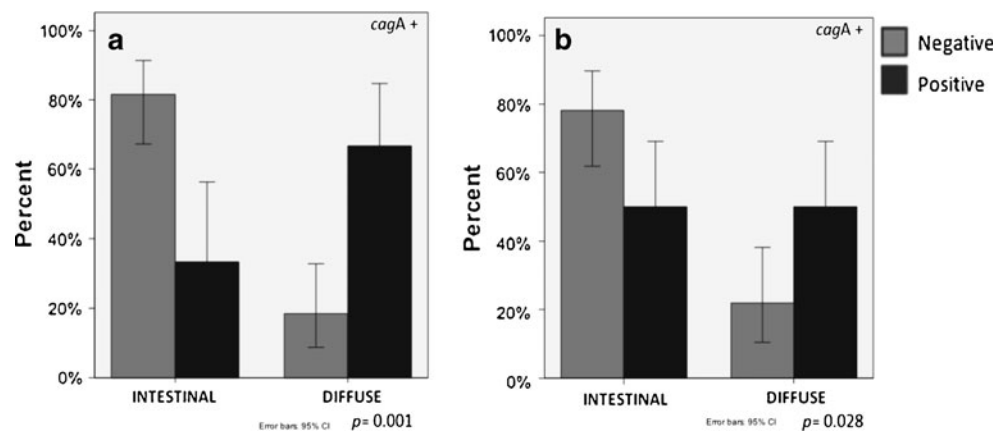 a
cagA +
100%
80%
60%
40%
20%
0%
Percent
INTESTINAL DIFFUSE
Error bars. 95% CI
p= 0.001
b
cagA +
100%
80%
60%
40%
20%
0%
Percent
INTESTINAL DIFFUSE
Error bars. 95% CI
p= 0.028
Negative
Positive